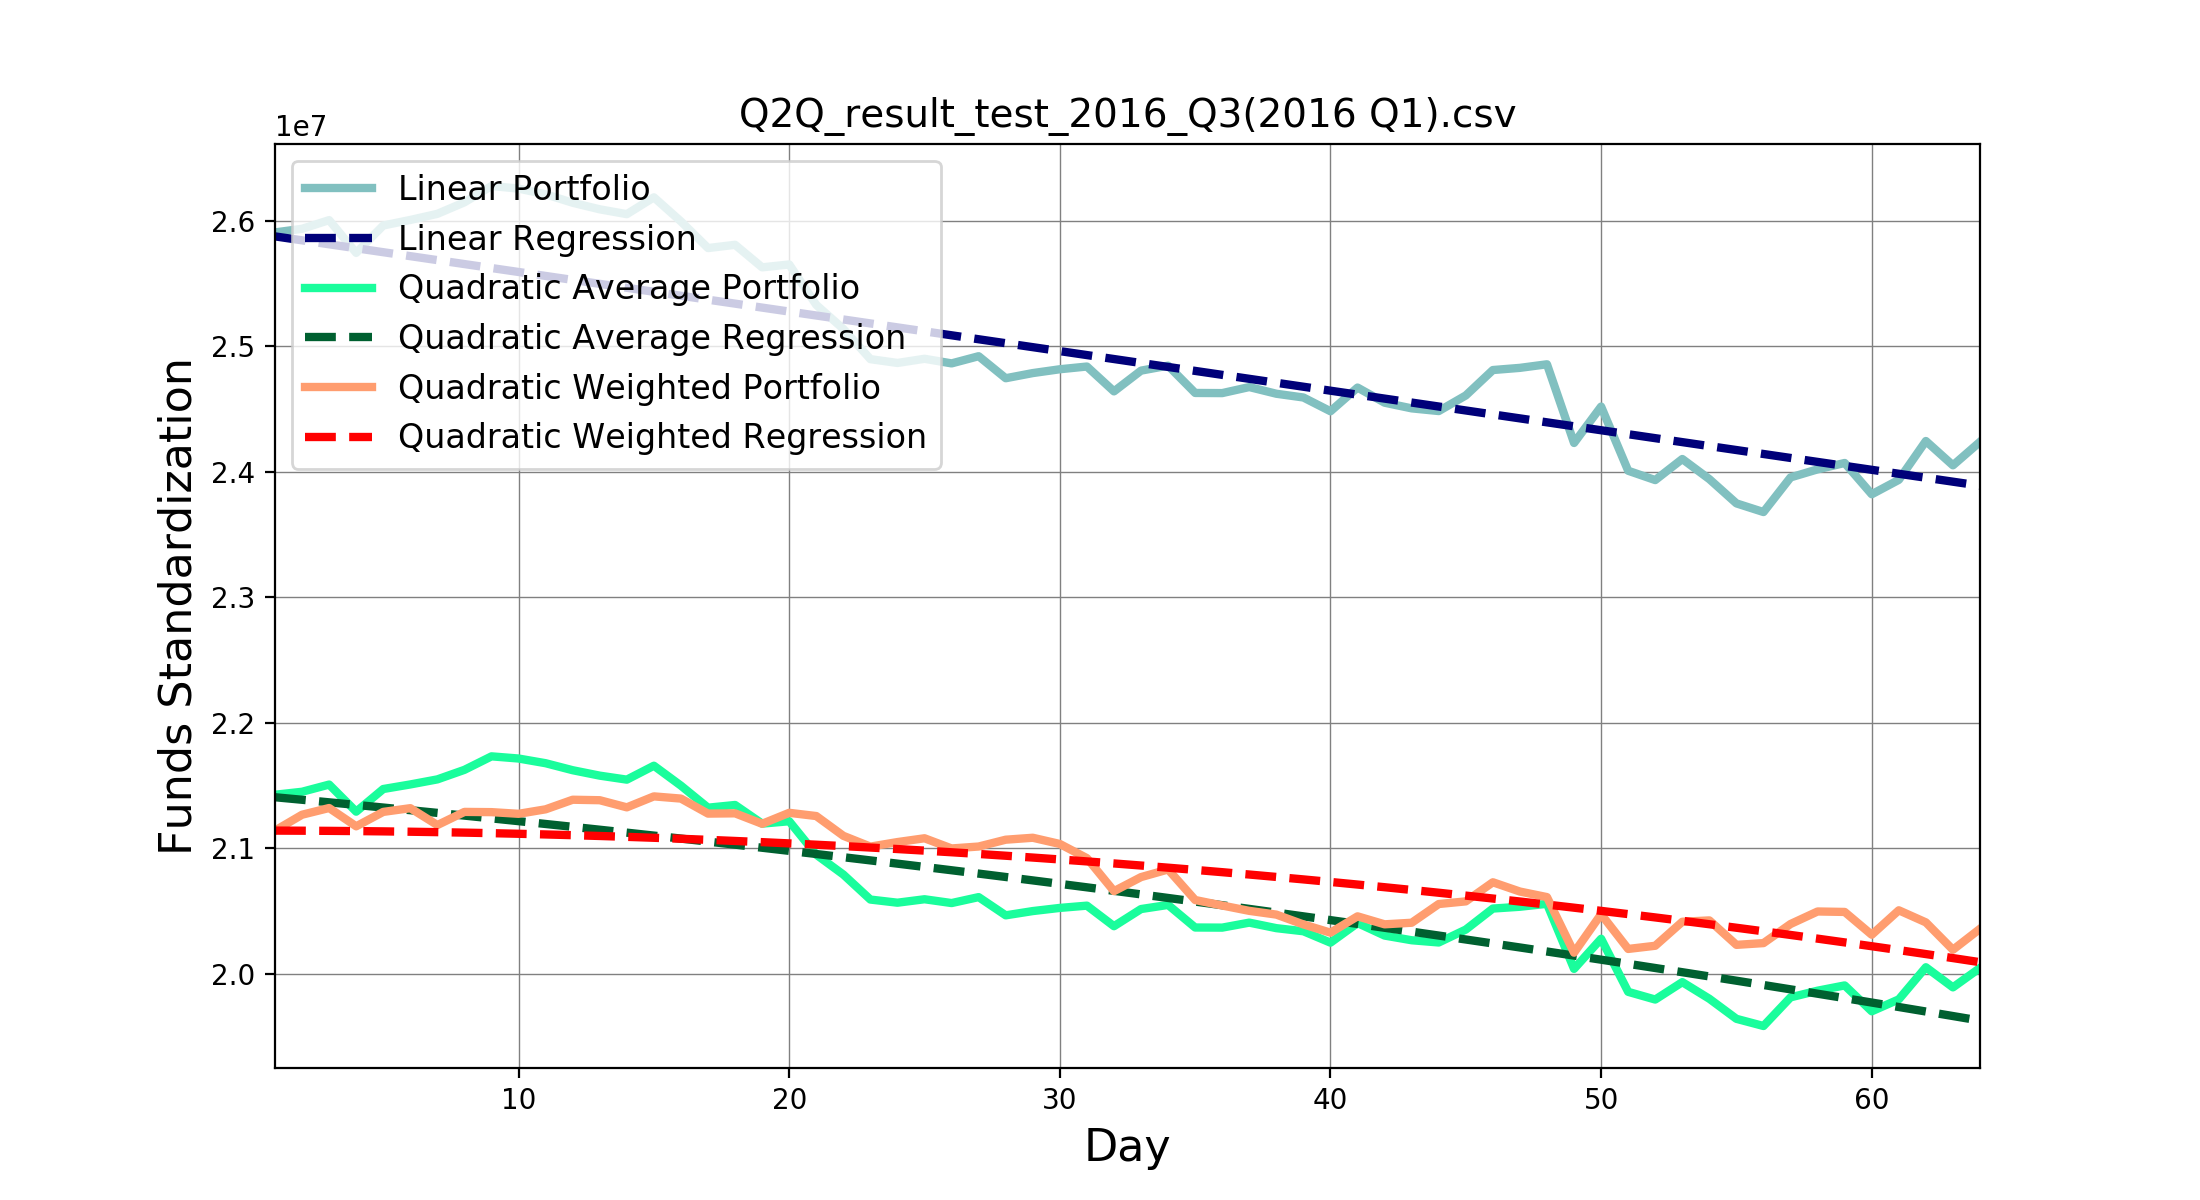 Q2Q_result_test_2016_Q3(2016 Q1).csv
1e7
Linear Portfolio
Linear Regression
Quadratic Average Portfolio
Quadratic Average Regression
Quadratic Weighted Portfolio
Quadratic Weighted Regression
2.6
2.5
2.4
2.3
2.2
2.1
2.0
Funds Standardization
10 20 30 40 50 60
Day